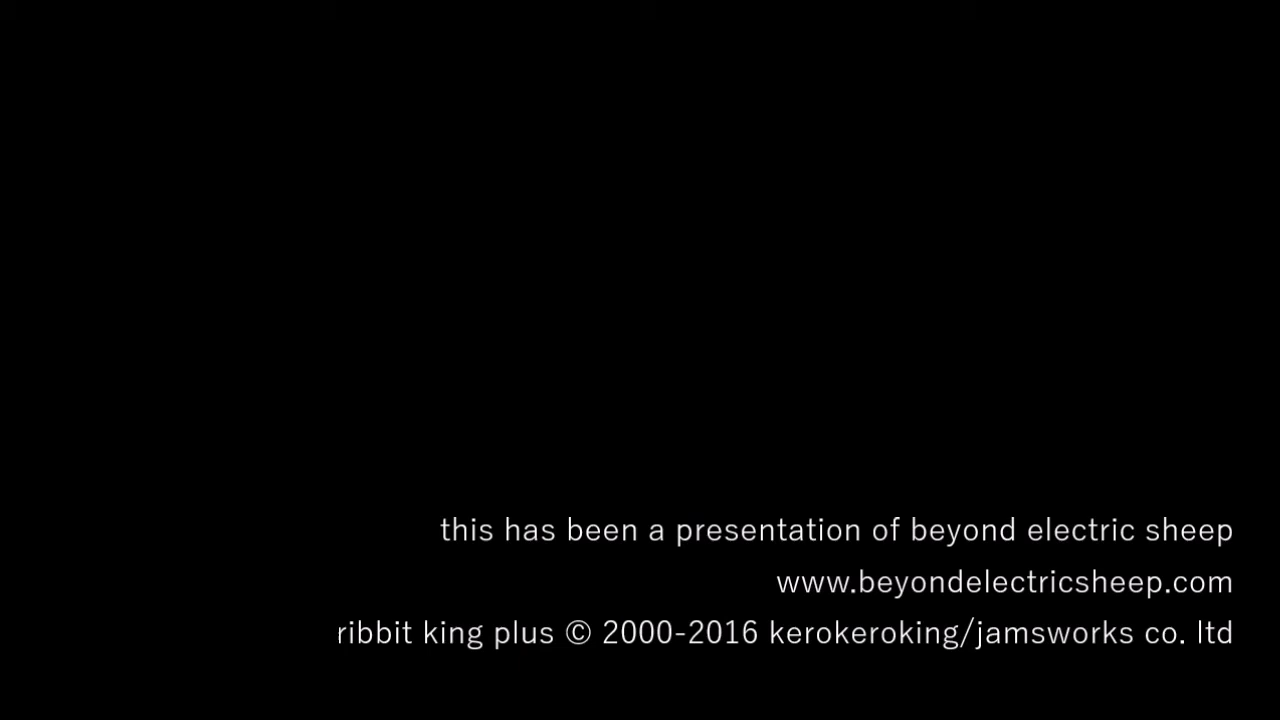 this has been a presentation of beyond electric sheep
www.beyondelectricsheep.com
ribbit king plus © 2000-2016 kerokeroking/jamsworks co. ltd